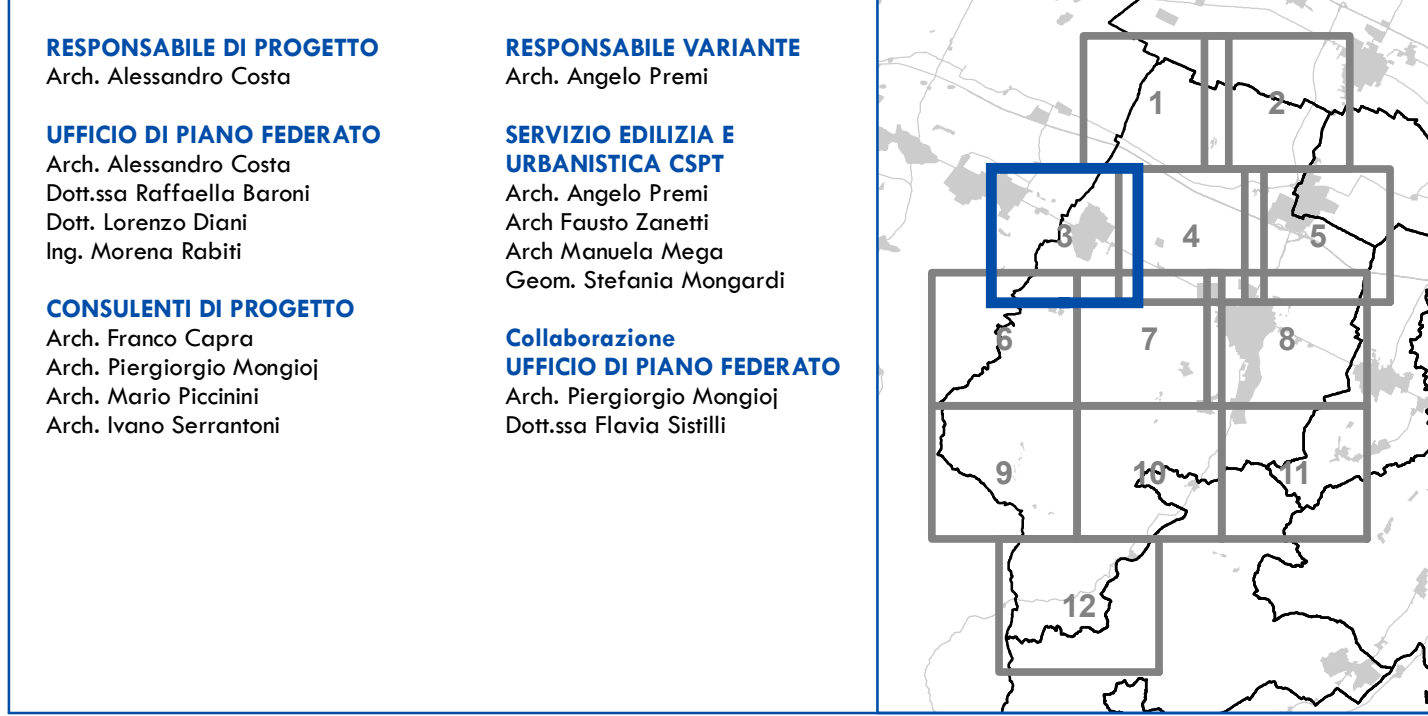 RESPONSABILE DI PROGETTO
Arch. Alessandro Costa
UFFICIO DI PIANO FEDERATO
Arch. Alessandro Costa
Dott.ssa Raffaella Baroni
Dott. Lorenzo Diani
Ing. Morena Rabiti
CONSULENTI DI PROGETTO
Arch. Franco Capra
Arch. Piergiorgio Mongioj
Arch. Mario Piccinini
Arch. Ivano Serrantoni
RESPONSABILE VARIANTE
Arch. Angelo Premi
SERVIZIO EDILIZIA E
URBANISTICA CSPT
Arch. Angelo Premi
Arch Fausto Zanetti
Arch Manuela Mega
Geom. Stefania Mongardi
Collaborazione
UFFICIO DI PIANO FEDERATO
Arch. Piergiorgio Mongioj
Dott.ssa Flavia Sistilli
1 2
3 4 5
6 7 8
9 10 11
12